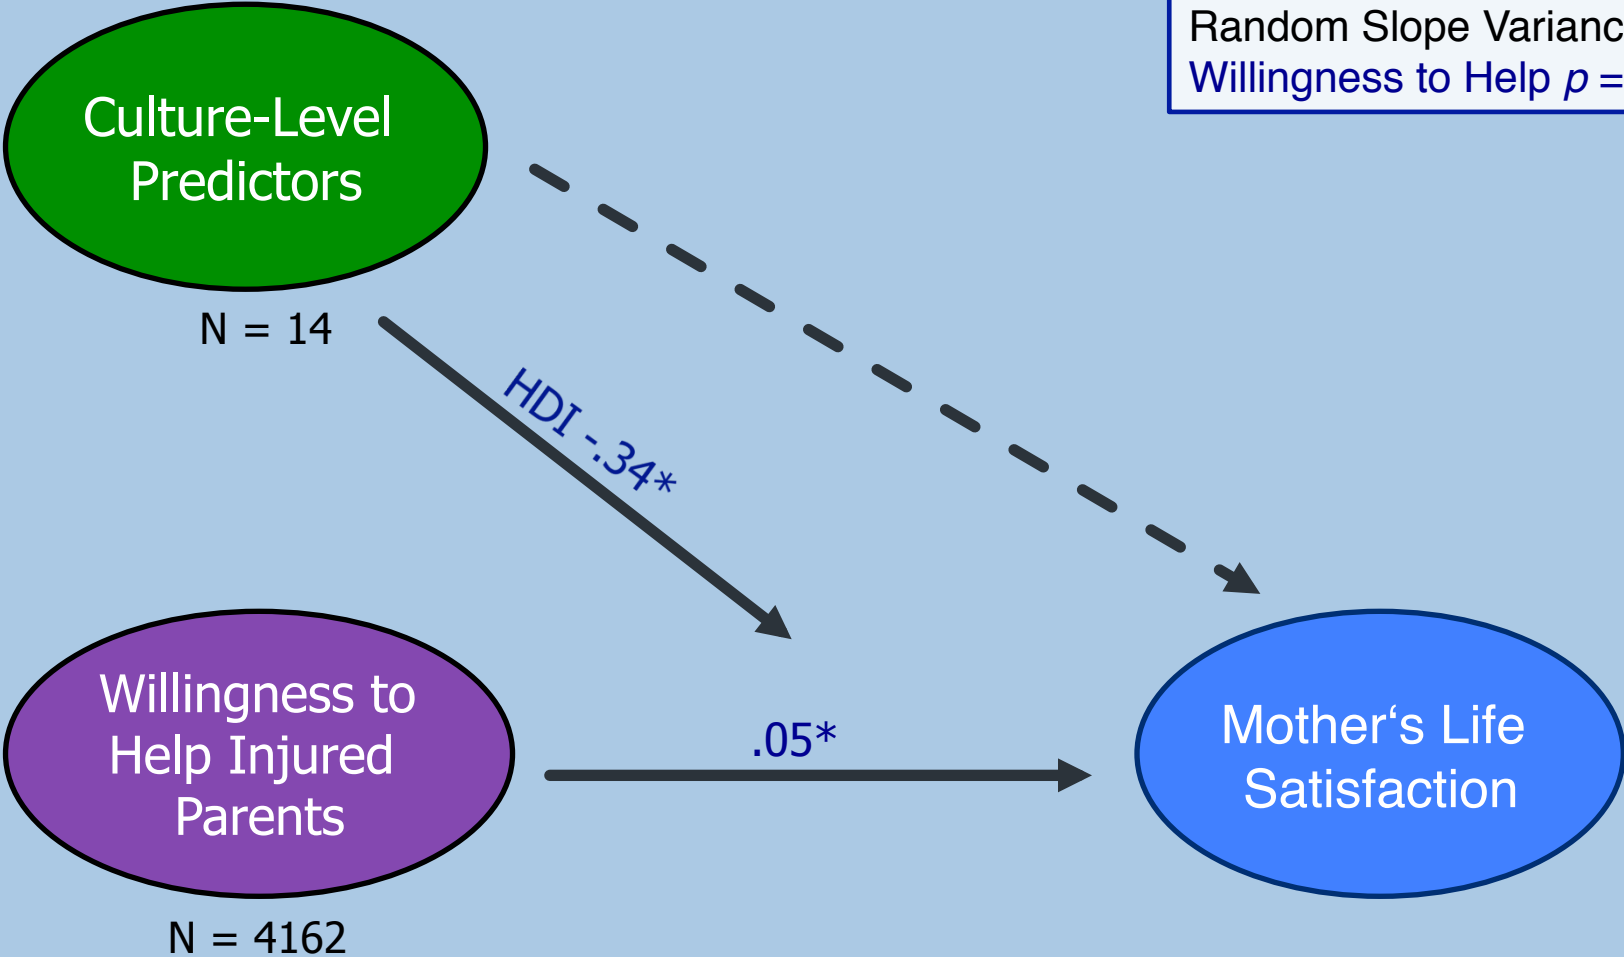 Random Slope Varianc
Willingness to Help p =
Culture-Level
Predictors
N = 14
HDI -.34*
Willingness to
Help Injured
Parents
.05*
Mother‘s Life
Satisfaction
N = 4162